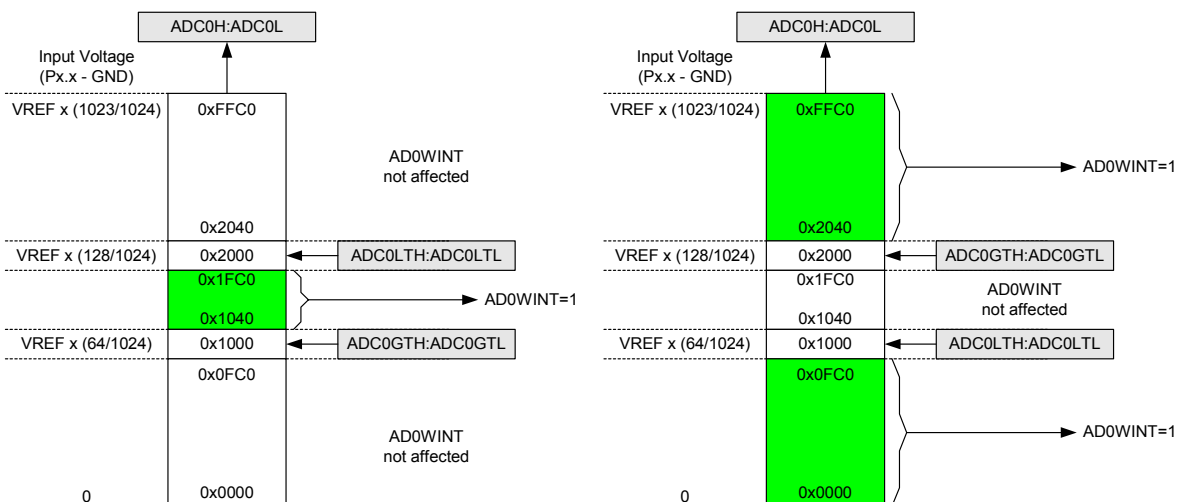 ADC0H:ADC0L
Input Voltage
(Px.x - GND)
VREF x (1023/1024)
0xFFC0
AD0WINT
not affected
0x2040
VREF x (128/1024)
0x2000
ADC0LTH:ADC0LTL
0x1FC0
AD0WINT=1
0x1040
VREF x (64/1024)
0x1000
ADC0GTH:ADC0GTL
0x0FC0
AD0WINT
not affected
0
0x0000
ADC0H:ADC0L
Input Voltage
(Px.x - GND)
VREF x (1023/1024)
0xFFC0
AD0WINT=1
0x2040
VREF x (128/1024)
0x2000
ADC0GTH:ADC0GTL
0x1FC0
AD0WINT
not affected
0x1040
VREF x (64/1024)
0x1000
ADC0LTH:ADC0LTL
0x0FC0
AD0WINT=1
0
0x0000